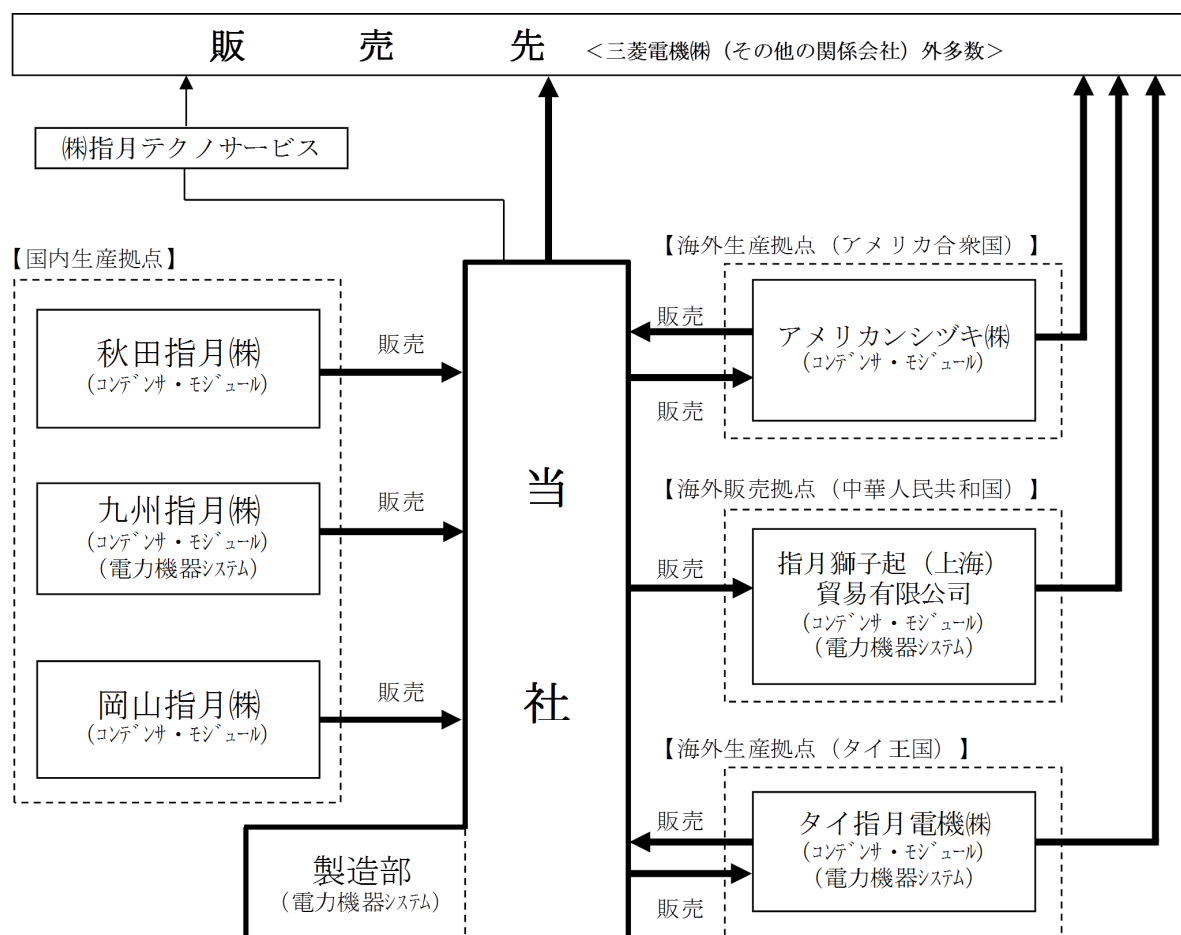 販売先 <三菱電機㈱（その他の関係会社）外多数>
㈱指月テクノサービス
【国内生産拠点】
秋田指月㈱
(コンデンサ・モジュール)
販売
九州指月㈱
(コンデンサ・モジュール)
(電力機器システム)
販売
岡山指月㈱
(コンデンサ・モジュール)
販売
当
社
製造部
(電力機器システム)
【海外生産拠点（アメリカ合衆国）】
販売
アメリカンシヅキ㈱
(コンデンサ・モジュール)
販売
【海外販売拠点（中華人民共和国）】
販売
指月獅子起（上海）
貿易有限公司
(コンデンサ・モジュール)
(電力機器システム)
【海外生産拠点（タイ王国）】
販売
タイ指月電機㈱
(コンデンサ・モジュール)
(電力機器システム)
販売